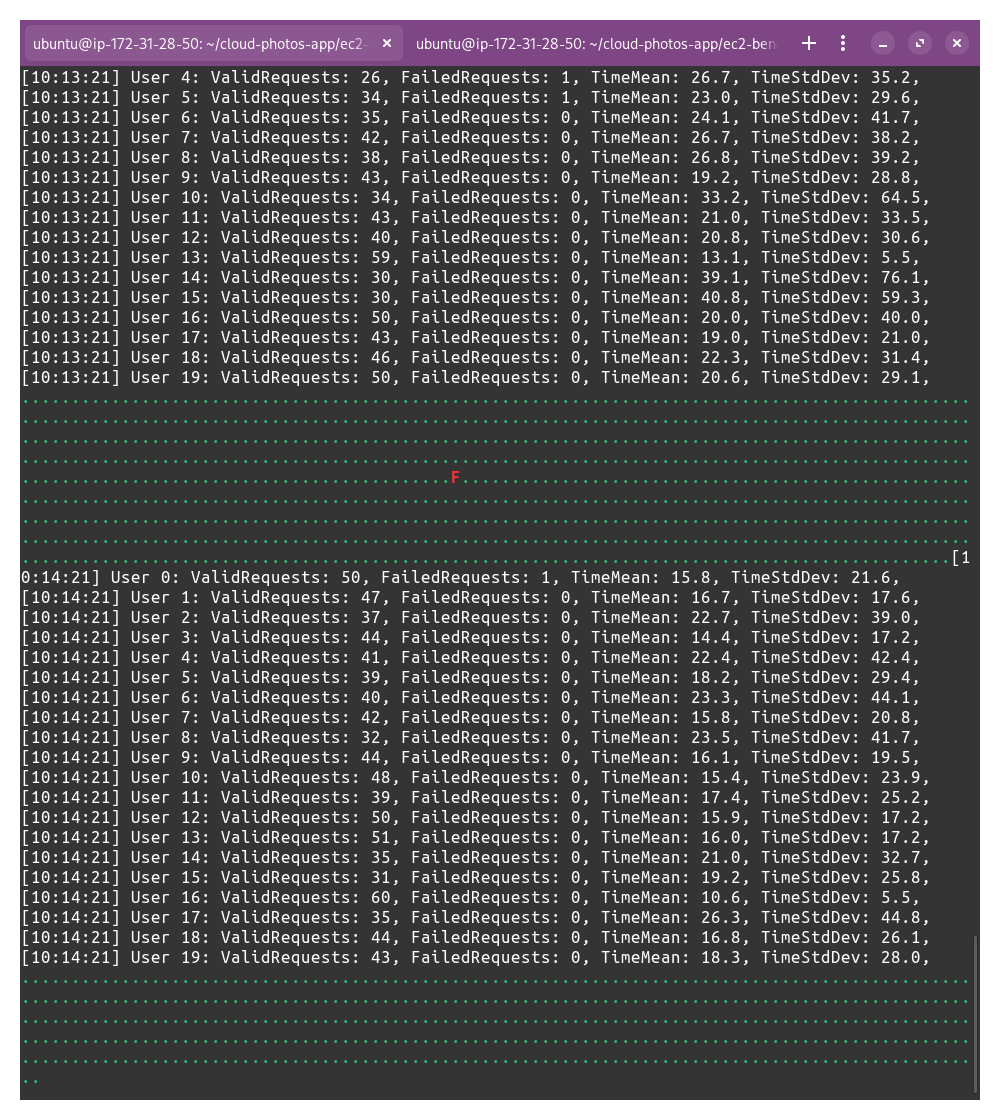 ubuntu@ip-172-31-28-50: ~/cloud-photos-app/ec2- ubuntu@ip-172-31-28-50: ~/cloud-photos-app/ec2-ben
[10:13:21] User 4: ValidRequests: 26, FailedRequests: 1, TimeMean: 26.7, TimeStdDev: 35.2,
[10:13:21] User 5: ValidRequests: 34, FailedRequests: 1, TimeMean: 23.0, TimeStdDev: 29.6,
[10:13:21] User 6: ValidRequests: 35, FailedRequests: 0, TimeMean: 24.1, TimeStdDev: 41.7,
[10:13:21] User 7: ValidRequests: 42, FailedRequests: 0, TimeMean: 26.7, TimeStdDev: 38.2,
[10:13:21] User 8: ValidRequests: 38, FailedRequests: 0, TimeMean: 26.8, TimeStdDev: 39.2,
[10:13:21] User 9: ValidRequests: 43, FailedRequests: 0, TimeMean: 19.2, TimeStdDev: 28.8,
[10:13:21] User 10: ValidRequests: 34, FailedRequests: 0, TimeMean: 33.2, TimeStdDev: 64.5,
[10:13:21] User 11: ValidRequests: 43, FailedRequests: 0, TimeMean: 21.0, TimeStdDev: 33.5,
[10:13:21] User 12: ValidRequests: 40, FailedRequests: 0, TimeMean: 20.8, TimeStdDev: 30.6,
[10:13:21] User 13: ValidRequests: 59, FailedRequests: 0, TimeMean: 13.1, TimeStdDev: 5.5,
[10:13:21] User 14: ValidRequests: 30, FailedRequests: 0, TimeMean: 39.1, TimeStdDev: 76.1,
[10:13:21] User 15: ValidRequests: 30, FailedRequests: 0, TimeMean: 40.8, TimeStdDev: 59.3,
[10:13:21] User 16: ValidRequests: 50, FailedRequests: 0, TimeMean: 20.0, TimeStdDev: 40.0,
[10:13:21] User 17: ValidRequests: 43, FailedRequests: 0, TimeMean: 19.0, TimeStdDev: 21.0,
[10:13:21] User 18: ValidRequests: 46, FailedRequests: 0, TimeMean: 22.3, TimeStdDev: 31.4,
[10:13:21] User 19: ValidRequests: 50, FailedRequests: 0, TimeMean: 20.6, TimeStdDev: 29.1,
...............................................................................................
...............................................................................................
...............................................................................................
...............................................................................................
...........................................F...................................................
...............................................................................................
...............................................................................................
...............................................................................................
.............................................................................................[1
0:14:21] User 0: ValidRequests: 50, FailedRequests: 1, TimeMean: 15.8, TimeStdDev: 21.6,
[10:14:21] User 1: ValidRequests: 47, FailedRequests: 0, TimeMean: 16.7, TimeStdDev: 17.6,
[10:14:21] User 2: ValidRequests: 37, FailedRequests: 0, TimeMean: 22.7, TimeStdDev: 39.0,
[10:14:21] User 3: ValidRequests: 44, FailedRequests: 0, TimeMean: 14.4, TimeStdDev: 17.2,
[10:14:21] User 4: ValidRequests: 41, FailedRequests: 0, TimeMean: 22.4, TimeStdDev: 42.4,
[10:14:21] User 5: ValidRequests: 39, FailedRequests: 0, TimeMean: 18.2, TimeStdDev: 29.4,
[10:14:21] User 6: ValidRequests: 40, FailedRequests: 0, TimeMean: 23.3, TimeStdDev: 44.1,
[10:14:21] User 7: ValidRequests: 42, FailedRequests: 0, TimeMean: 15.8, TimeStdDev: 20.8,
[10:14:21] User 8: ValidRequests: 32, FailedRequests: 0, TimeMean: 23.5, TimeStdDev: 41.7,
[10:14:21] User 9: ValidRequests: 44, FailedRequests: 0, TimeMean: 16.1, TimeStdDev: 19.5,
[10:14:21] User 10: ValidRequests: 48, FailedRequests: 0, TimeMean: 15.4, TimeStdDev: 23.9,
[10:14:21] User 11: ValidRequests: 39, FailedRequests: 0, TimeMean: 17.4, TimeStdDev: 25.2,
[10:14:21] User 12: ValidRequests: 50, FailedRequests: 0, TimeMean: 15.9, TimeStdDev: 17.2,
[10:14:21] User 13: ValidRequests: 51, FailedRequests: 0, TimeMean: 16.0, TimeStdDev: 17.2,
[10:14:21] User 14: ValidRequests: 35, FailedRequests: 0, TimeMean: 21.0, TimeStdDev: 32.7,
[10:14:21] User 15: ValidRequests: 31, FailedRequests: 0, TimeMean: 19.2, TimeStdDev: 25.8,
[10:14:21] User 16: ValidRequests: 60, FailedRequests: 0, TimeMean: 10.6, TimeStdDev: 5.5,
[10:14:21] User 17: ValidRequests: 35, FailedRequests: 0, TimeMean: 26.3, TimeStdDev: 44.8,
[10:14:21] User 18: ValidRequests: 44, FailedRequests: 0, TimeMean: 16.8, TimeStdDev: 26.1,
[10:14:21] User 19: ValidRequests: 43, FailedRequests: 0, TimeMean: 18.3, TimeStdDev: 28.0,
...............................................................................................
...............................................................................................
...............................................................................................
...............................................................................................
...............................................................................................
..